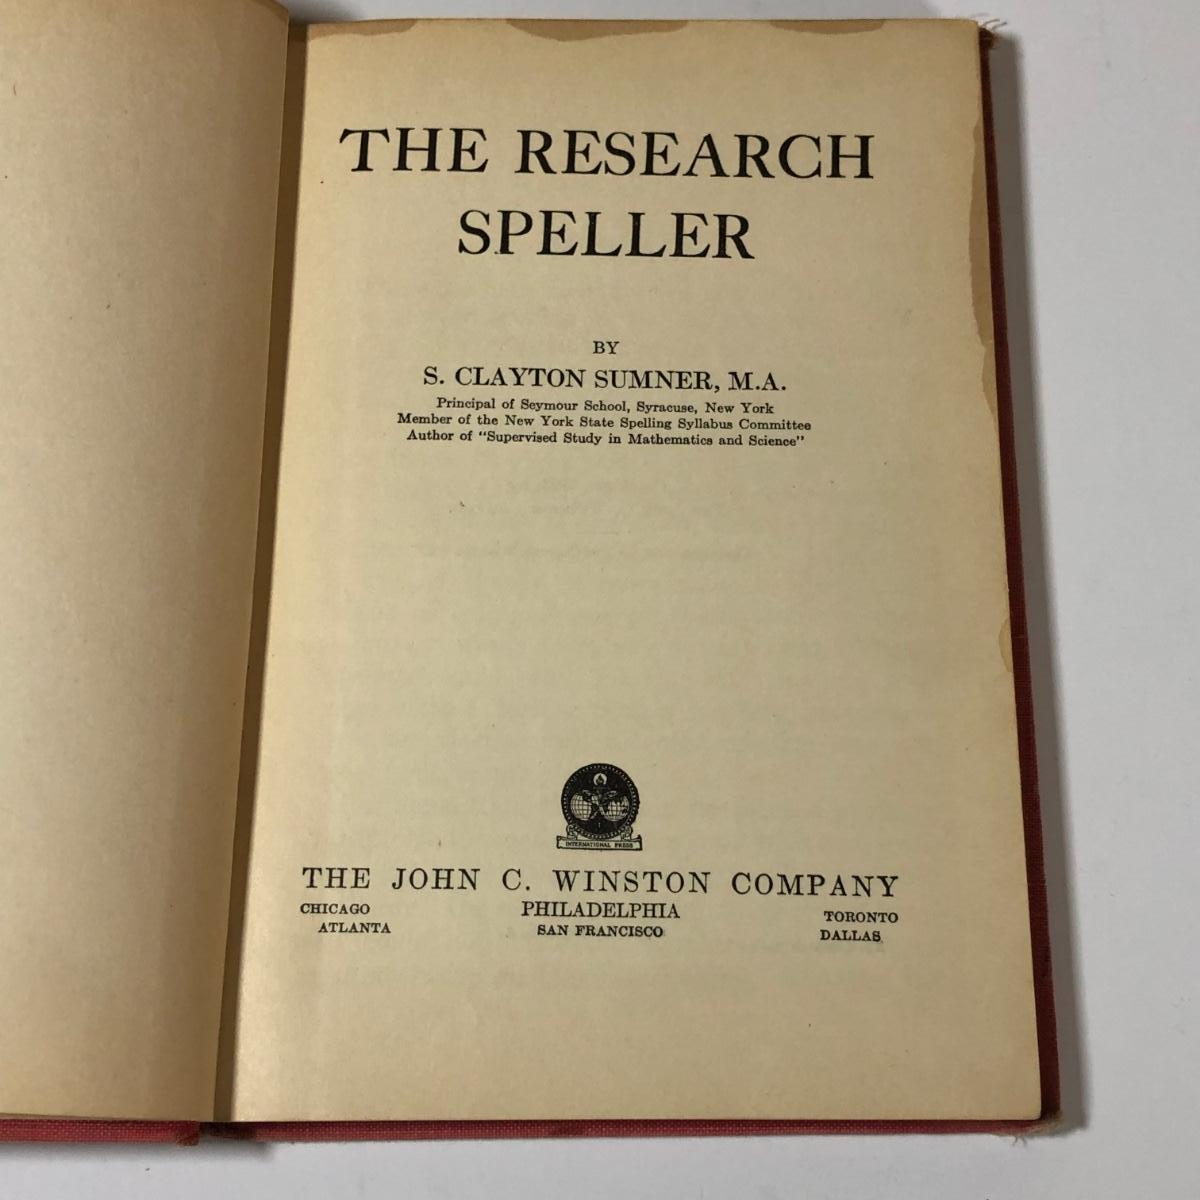 THE RESEARCH
SPELLER
BY
S. CLAYTON SUMNER, M.A.
Principal of Seymour School, Syracuse, New York
Member of the New York State Spelling Syllabus Committee
Author of "Supervised Study in Mathematics and Science"
INTERNATIONAL PRESS
THE JOHN C. WINSTON COMPANY
CHICAGO PHILADELPHIA TORONTO
ATLANTA SAN FRANCISCO DALLAS